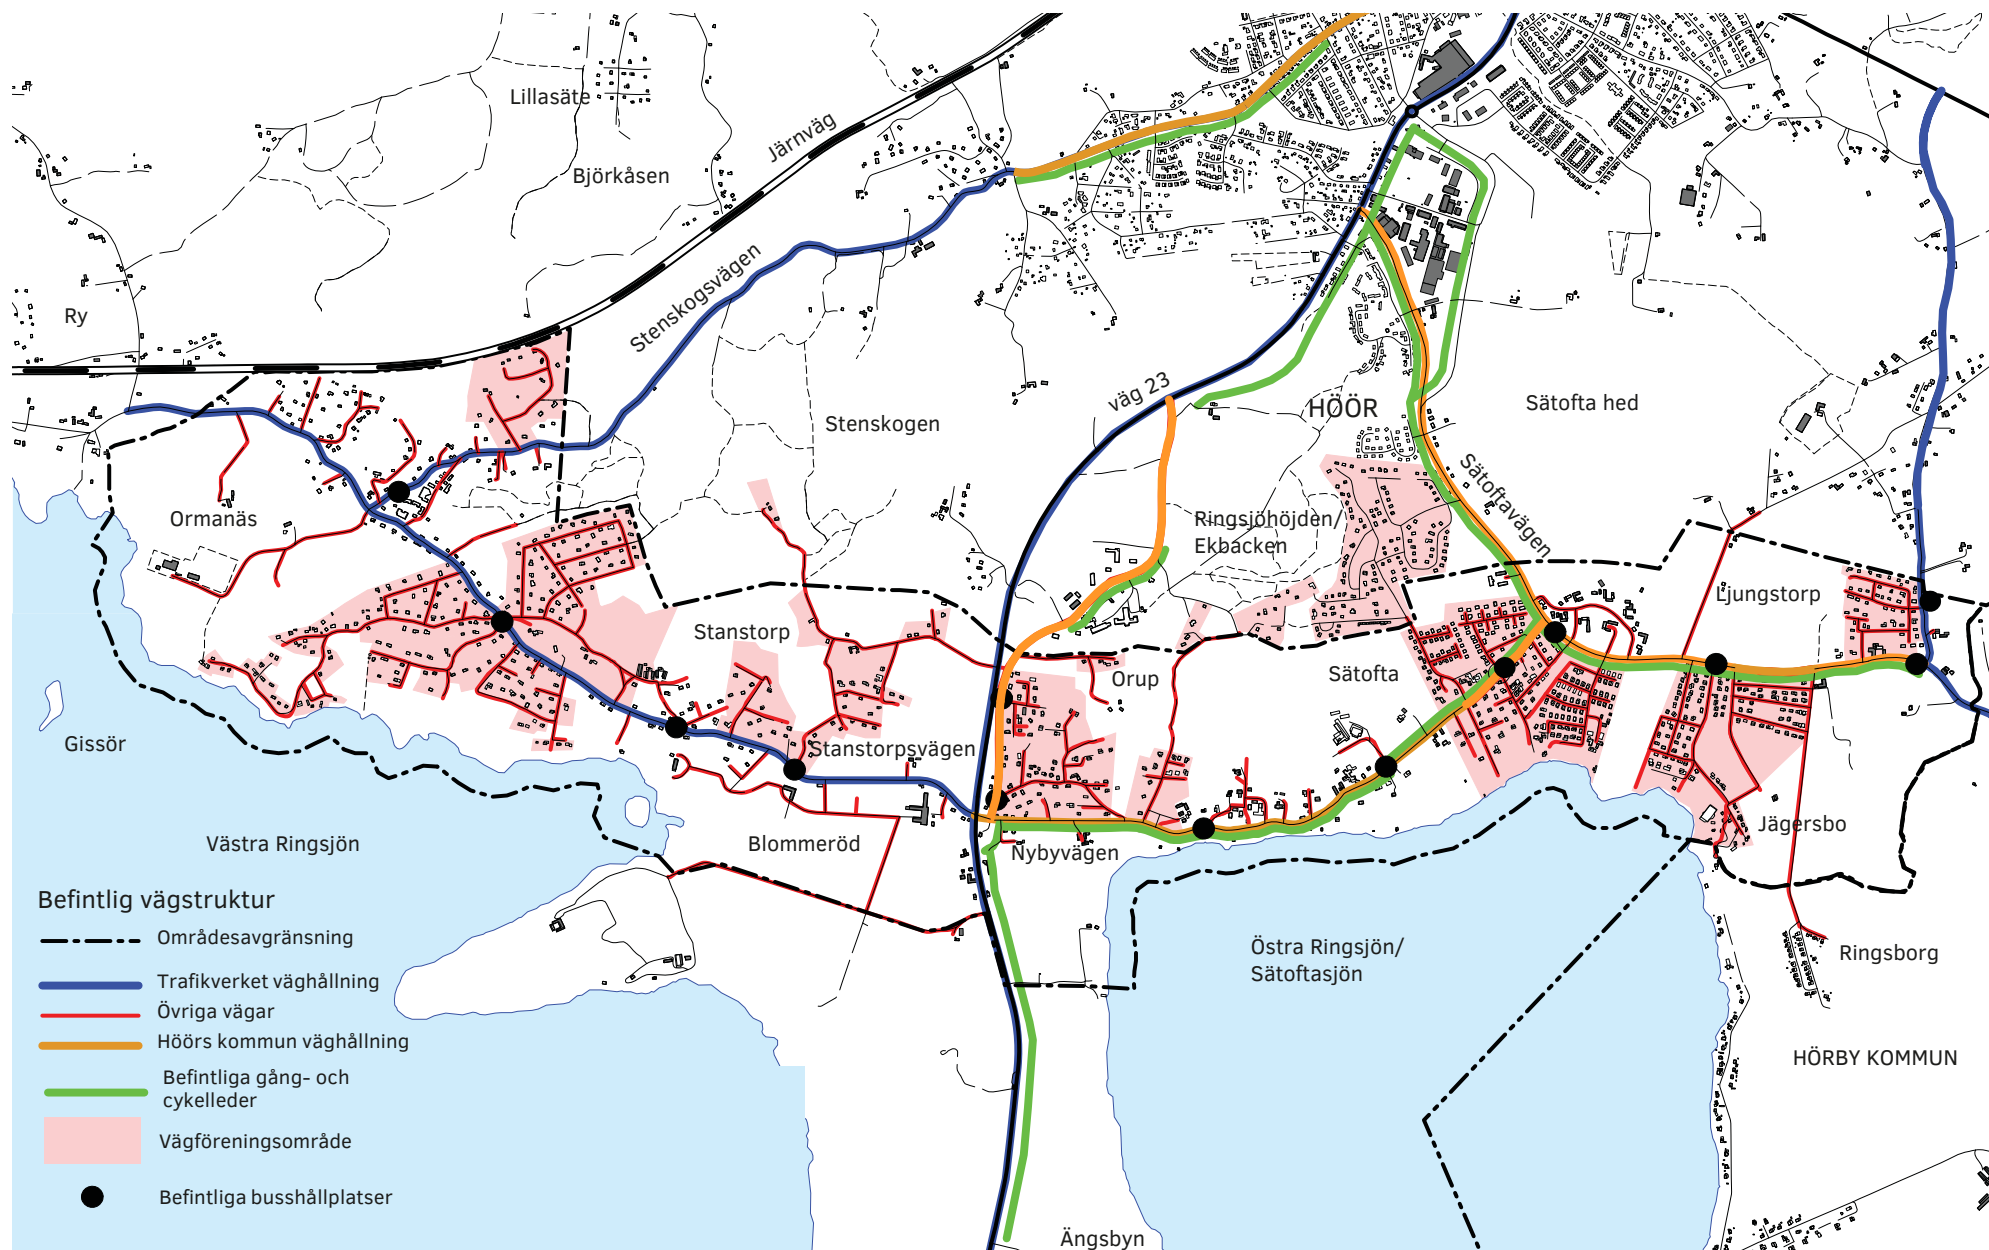 Lillasäte
Järnväg
Björkåsen
Stenskogsvägen
Ry
väg 23
HÖÖR
Sätofta hed
Stenskogen
Sätoftavägen
Ormanäs
Ringsjöhöjden/
Ekbacken
Ljungstorp
Stanstorp
Orup
Sätofta
Gissör
Stanstorpsvägen
Västra Ringsjön
Blommeröd
Nybyvägen
Jägersbo
Befintlig vägstruktur
Områdesavgränsning
Trafikverket väghållning
Övriga vägar
Höörs kommun väghållning
Befintliga gång- och
cykelleder
Vägföreningsområde
Befintliga busshållplatser
Östra Ringsjön/
Sätoftasjön
Ringsborg
HÖRBY KOMMUN
Ängsbyn